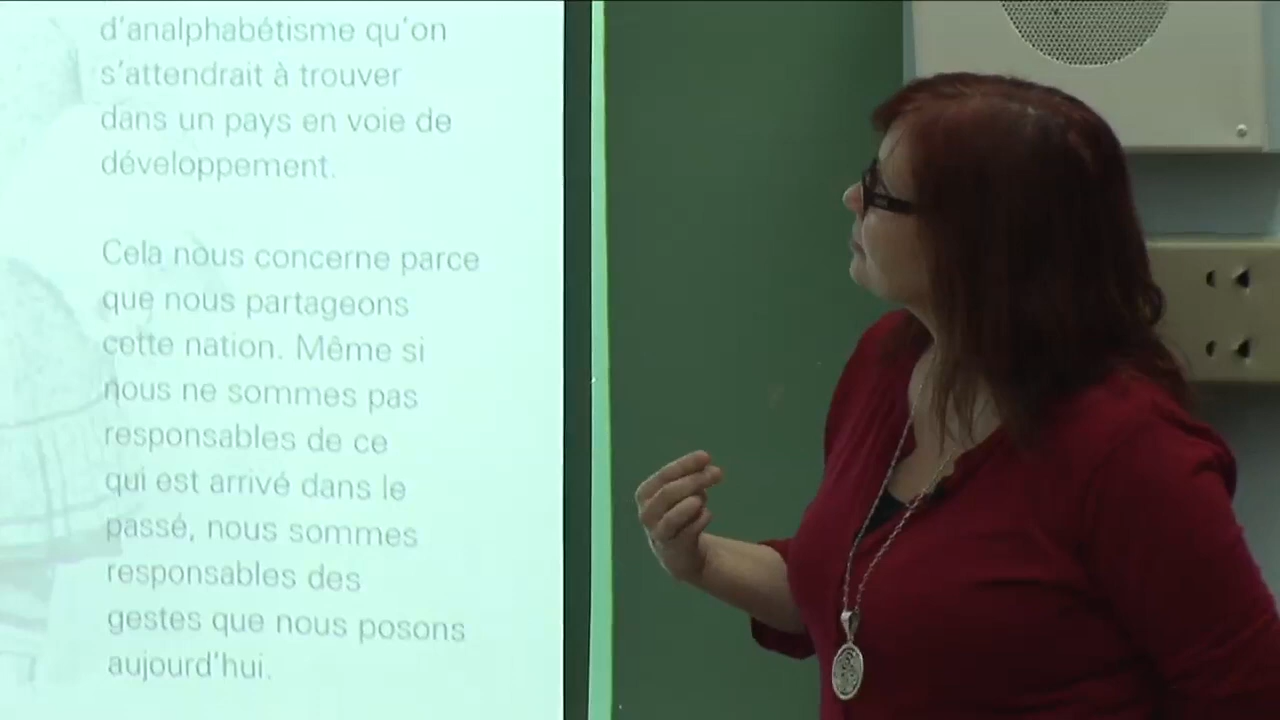 d'analphabétisme qu'on
s'attendrait à trouver
dans un pays en voie de
développement.
Cela nous concerne parce
que nous partageons
cette nation. Même si
nous ne sommes pas
responsables de ce
qui est arrivé dans le
passé, nous sommes
responsables des
gestes que nous posons
aujourd'hui.